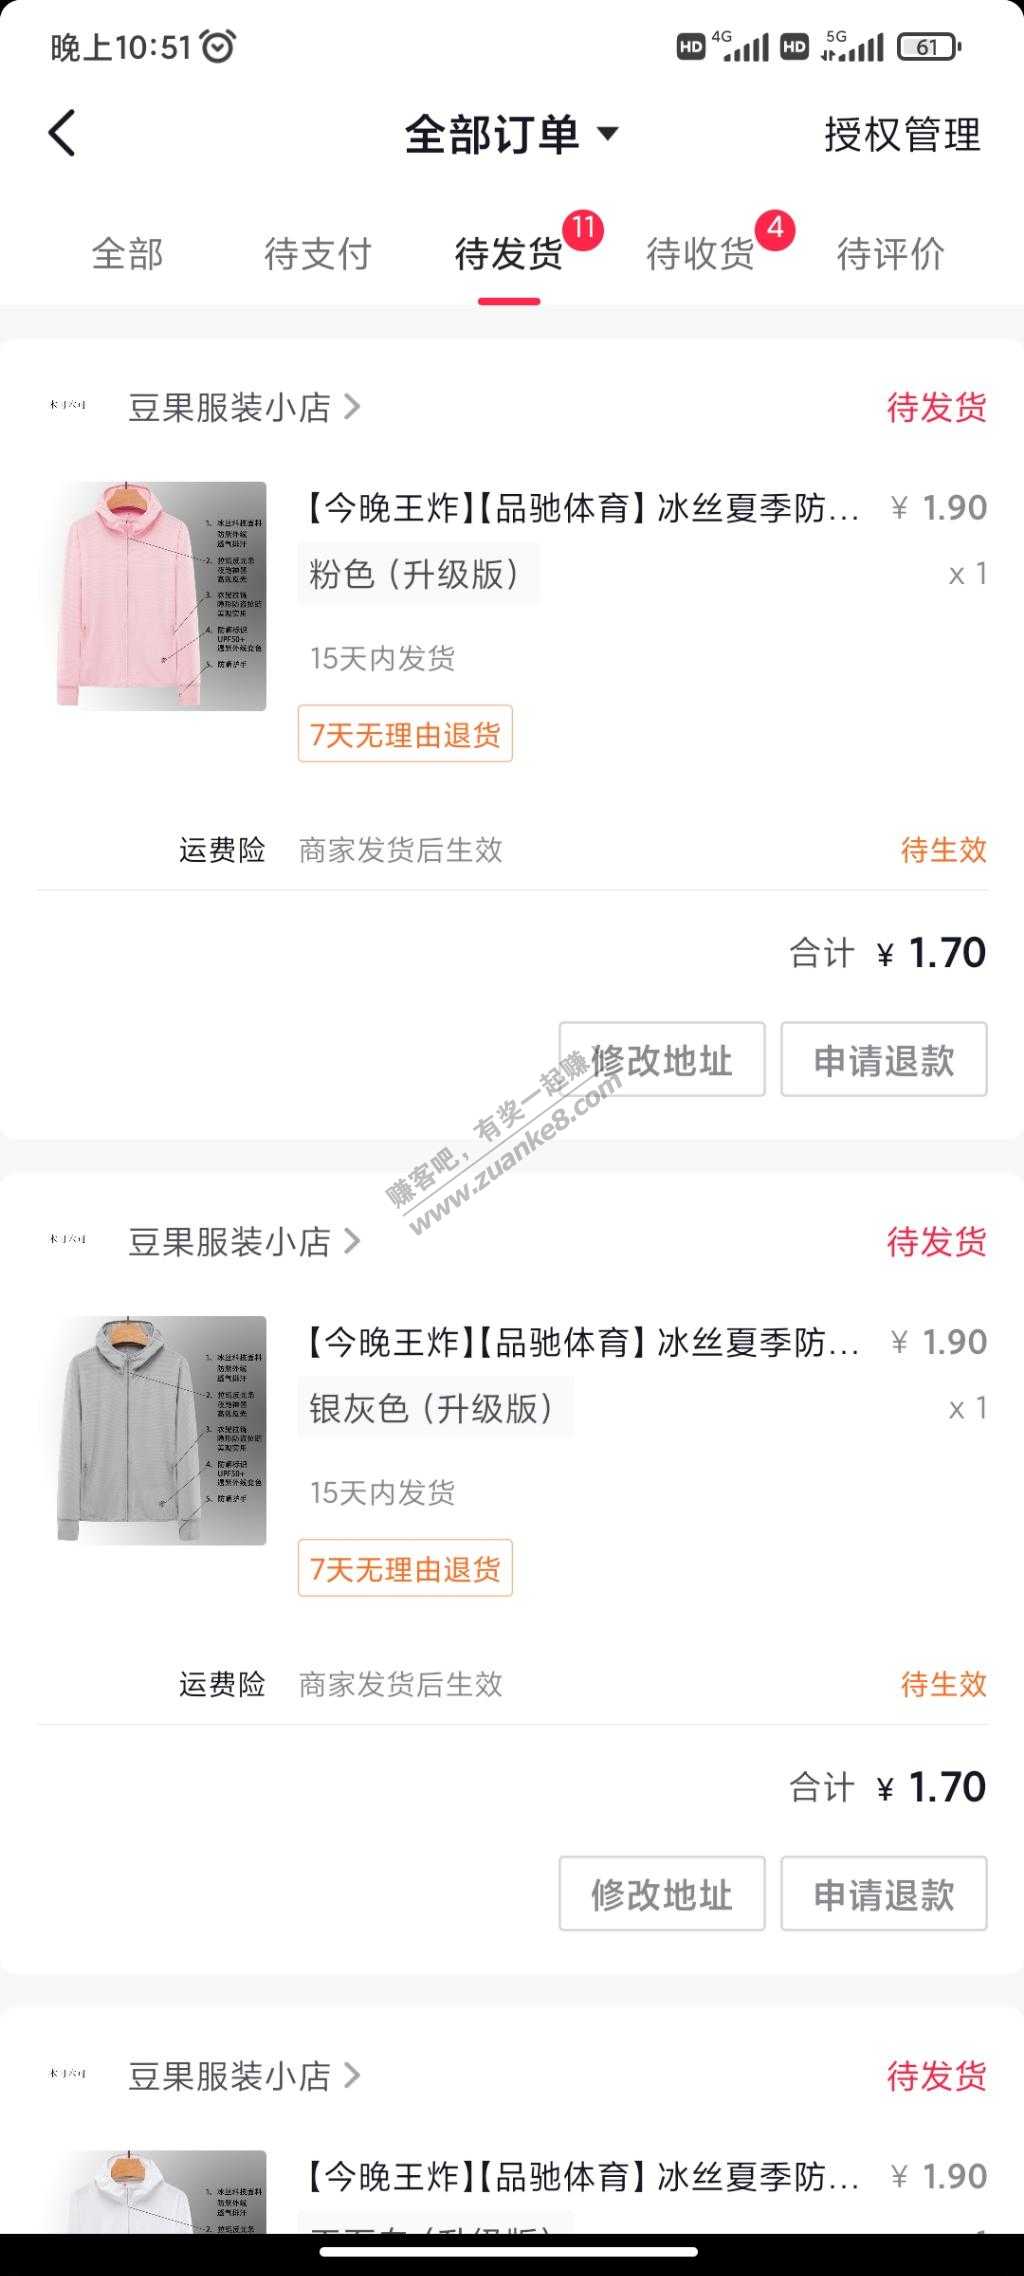 晚上10:51
HD 4G HD 5G 61
全部订单
授权管理
全部
待支付
待发货 11
待收货 4
待评价
豆果服装小店
待发货
【今晚王炸】【品驰体育】冰丝夏季防... ¥ 1.90
粉色（升级版）
x 1
15天内发货
7天无理由退货
运费险 商家发货后生效 待生效
合计 ¥ 1.70
修改地址 申请退款
赚客吧，有奖一起赚
www.zuanke8.com
豆果服装小店
待发货
【今晚王炸】【品驰体育】冰丝夏季防... ¥ 1.90
银灰色（升级版）
x 1
15天内发货
7天无理由退货
运费险 商家发货后生效 待生效
合计 ¥ 1.70
修改地址 申请退款
豆果服装小店
待发货
【今晚王炸】【品驰体育】冰丝夏季防... ¥ 1.90